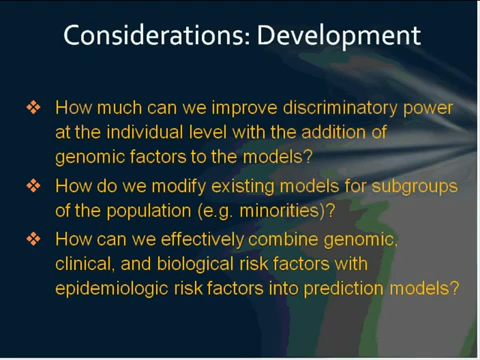 Considerations: Development
❖ How much can we improve discriminatory power
at the individual level with the addition of
genomic factors to the models?
❖ How do we modify existing models for subgroups
of the population (e.g. minorities)?
❖ How can we effectively combine genomic,
clinical, and biological risk factors with
epidemiologic risk factors into prediction models?